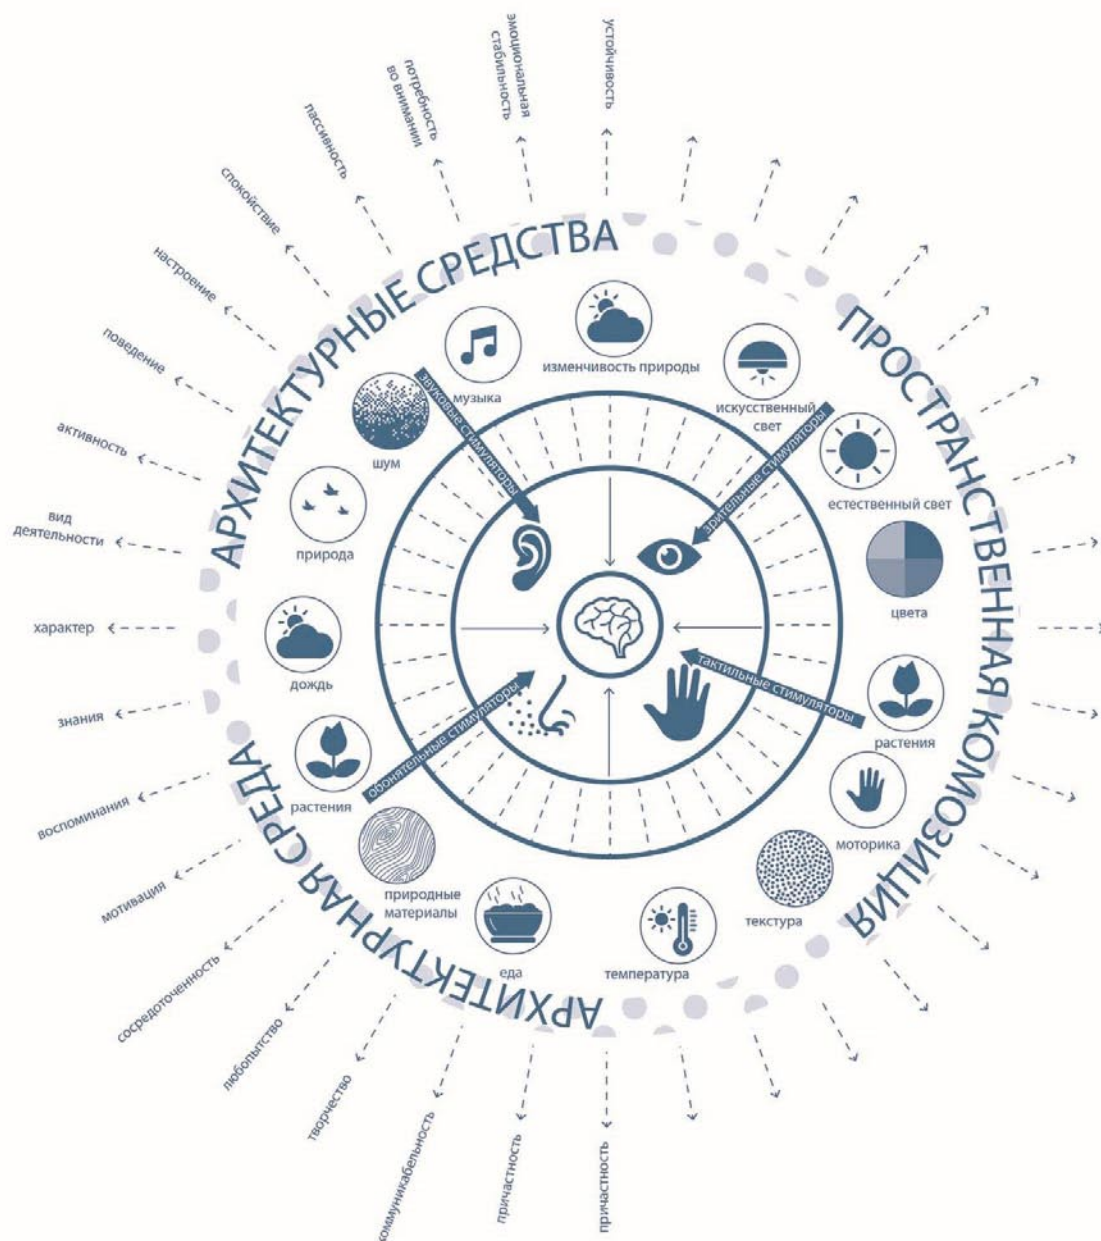 устойчивость
эмоциональная
стабильность
потребность
во внимании
пассивность
спокойствие
настроение
поведение
активность
вид
деятельности
характер
знания
воспоминания
мотивация
сосредоточенность
любопытство
творчество
коммуникабельность
причастность
причастность
АРХИТЕКТУРНЫЕ СРЕДСТВА
ПРОСТРАНСТВЕННАЯ КОМОЗИЦИЯ
АРХИТЕКТУРНАЯ СРЕДА
изменчивость природы
музыка
искусственный
свет
шум
естественный свет
природа
цвета
дождь
растения
растения
моторика
природные
материалы
текстура
еда
температура
звуковые стимуляторы
зрительные стимуляторы
тактильные стимуляторы
обонятельные стимуляторы